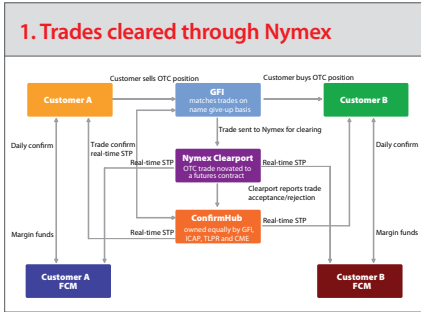 1. Trades cleared through Nymex
Customer sells OTC position
Customer buys OTC position
Customer A
GFI
matches trades on
name give-up basis
Customer B
Trade sent to Nymex for clearing
Daily confirm
Trade confirm
real-time STP
Daily confirm
Real-time STP
Nymex Clearport
OTC trade novated to
a futures contract
Real-time STP
Clearport reports trade
acceptance/rejection
ConfirmHub
owned equally by GFI,
ICAP, TLPR and CME
Real-time STP
Margin funds
Real-time STP
Margin funds
Customer A
FCM
Customer B
FCM